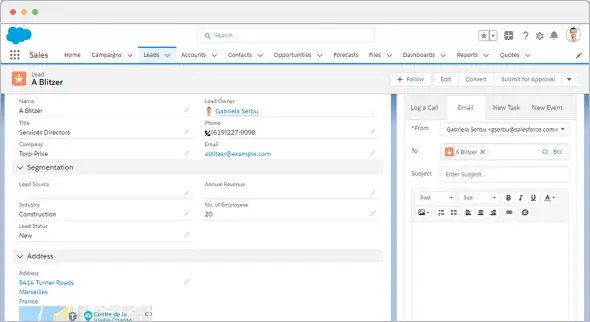 salesforce
Search...
Sales
Home
Campaigns
Leads
Accounts
Contacts
Opportunities
Forecasts
Files
Dashboards
Reports
Quotes
Lead
A Blitzer
+ Follow
Edit
Convert
Submit for Approval
Name
A Blitzer
Lead Owner
Gabriela Serbu
Title
Services Directors
Phone
(619)227-9098
Company
Torp-Price
Email
ablitzer@example.com
Segmentation
Lead Source
Annual Revenue
Industry
Construction
No. of Employees
20
Lead Status
New
Address
Address
5414 Turner Roads
Marseilles
France
Centre de la
Vieille Charité
Log a Call
Email
New Task
New Event
*From
Gabriela Serbu <gserbu@salesforce.com>
To
A Blitzer
Cc
Bcc
Subject
Enter Subject...
Font
Size
B I U A